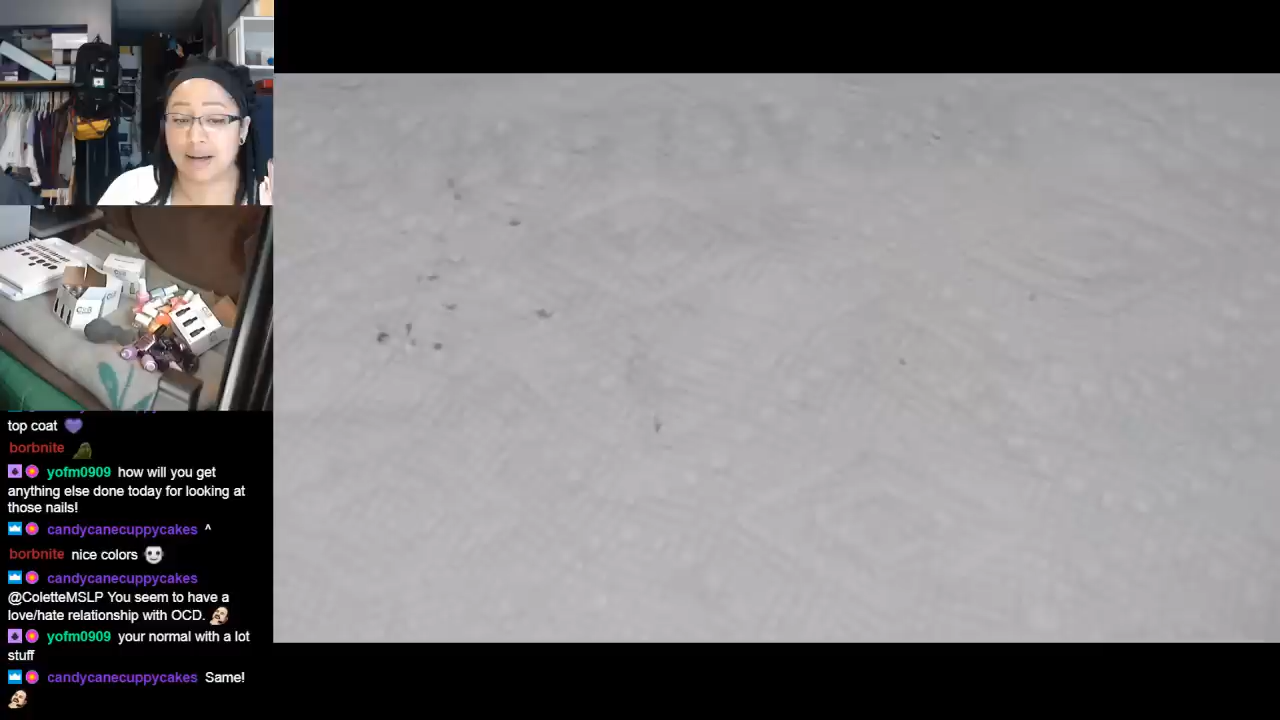 top coat
borbnite
yofm0909 how will you get
anything else done today for looking at
those nails!
candycanecuppycakes ^
borbnite nice colors
candycanecuppycakes
@ColetteMSLP You seem to have a
love/hate relationship with OCD.
yofm0909 your normal with a lot
stuff
candycanecuppycakes Same!